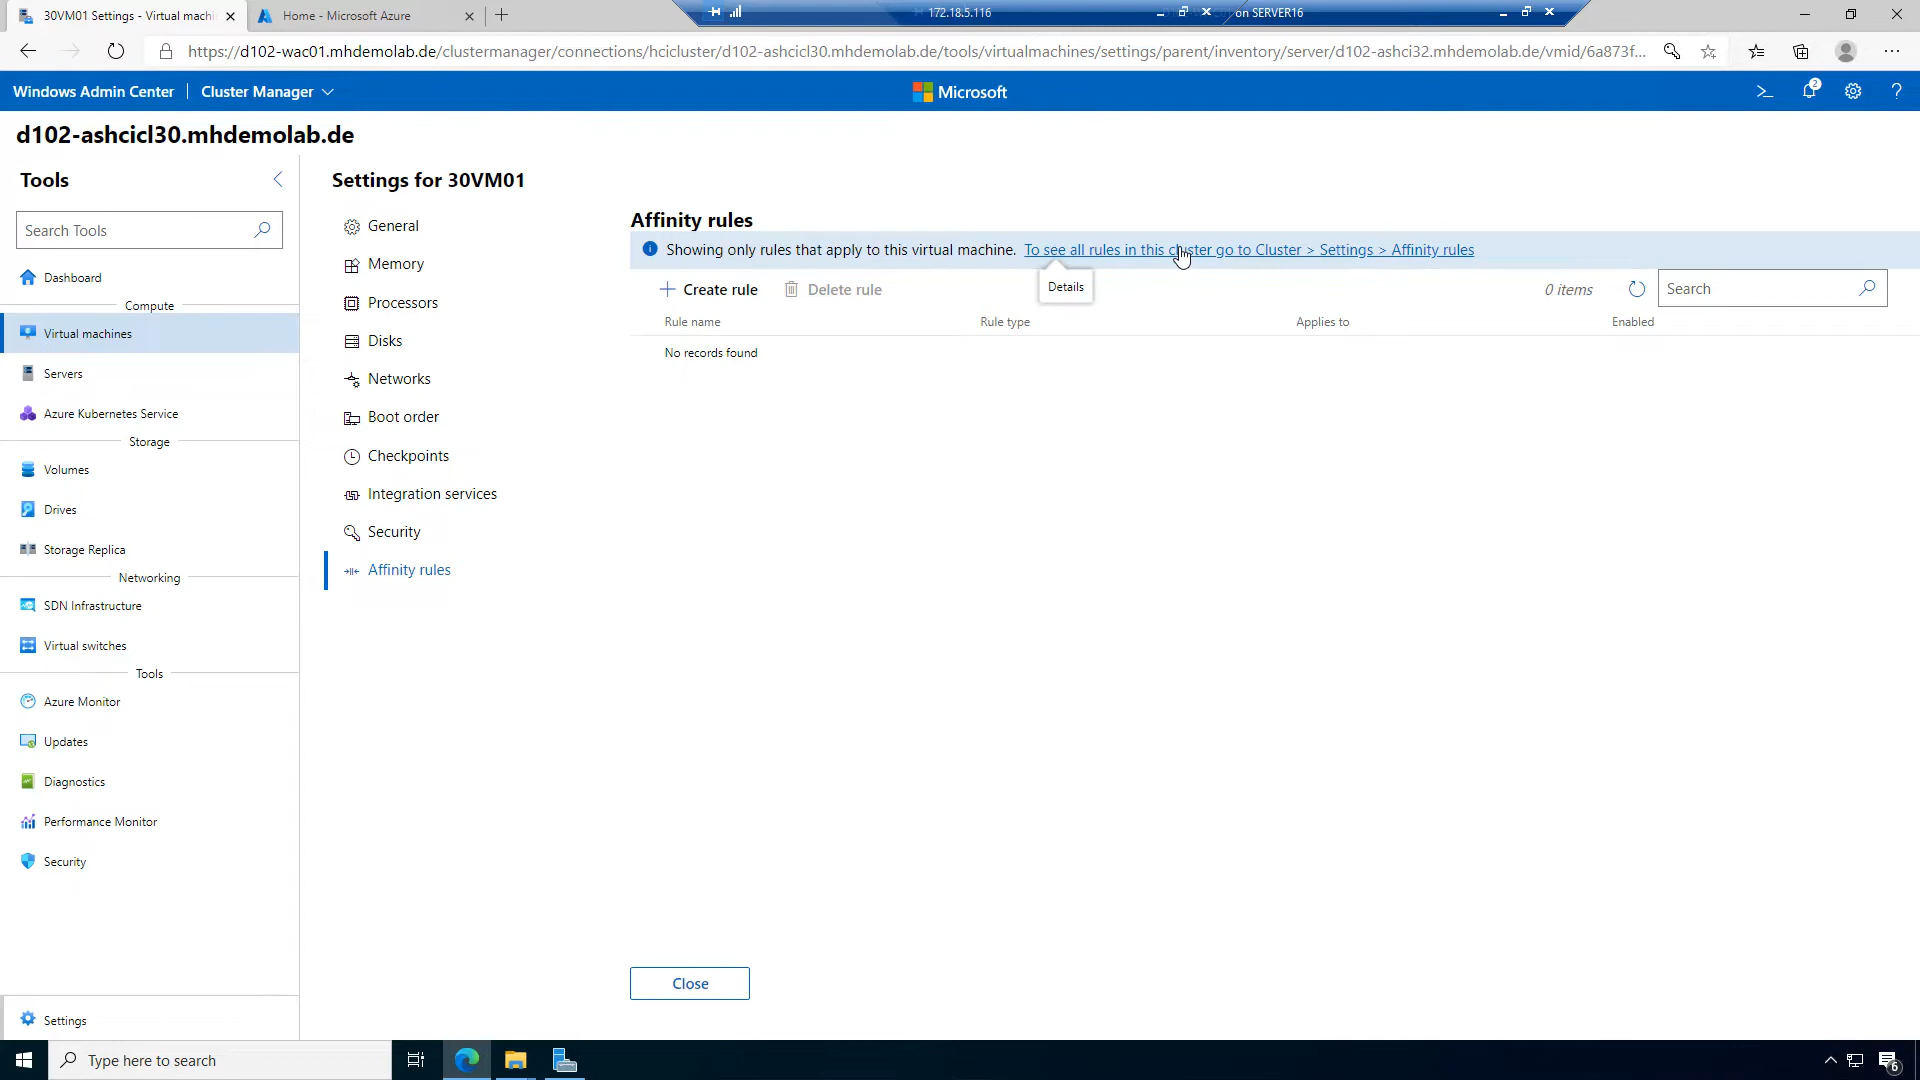 30VM01 Settings - Virtual machi
Home - Microsoft Azure
172.18.5.116
on SERVER16
https://d102-wac01.mhdemolab.de/clustermanager/connections/hcicluster/d102-ashcicl30.mhdemolab.de/tools/virtualmachines/settings/parent/inventory/server/d102-ashci32.mhdemolab.de/vmid/6a873f...
Windows Admin Center
Cluster Manager
Microsoft
2
d102-ashcicl30.mhdemolab.de
Tools
Search Tools
Dashboard
Compute
Virtual machines
Servers
Azure Kubernetes Service
Storage
Volumes
Drives
Storage Replica
Networking
SDN Infrastructure
Virtual switches
Tools
Azure Monitor
Updates
Diagnostics
Performance Monitor
Security
Settings
Settings for 30VM01
General
Memory
Processors
Disks
Networks
Boot order
Checkpoints
Integration services
Security
Affinity rules
Affinity rules
Showing only rules that apply to this virtual machine. To see all rules in this cluster go to Cluster > Settings > Affinity rules
Details
Create rule
Delete rule
0 items
Search
Rule name
Rule type
Applies to
Enabled
No records found
Close
Type here to search
6